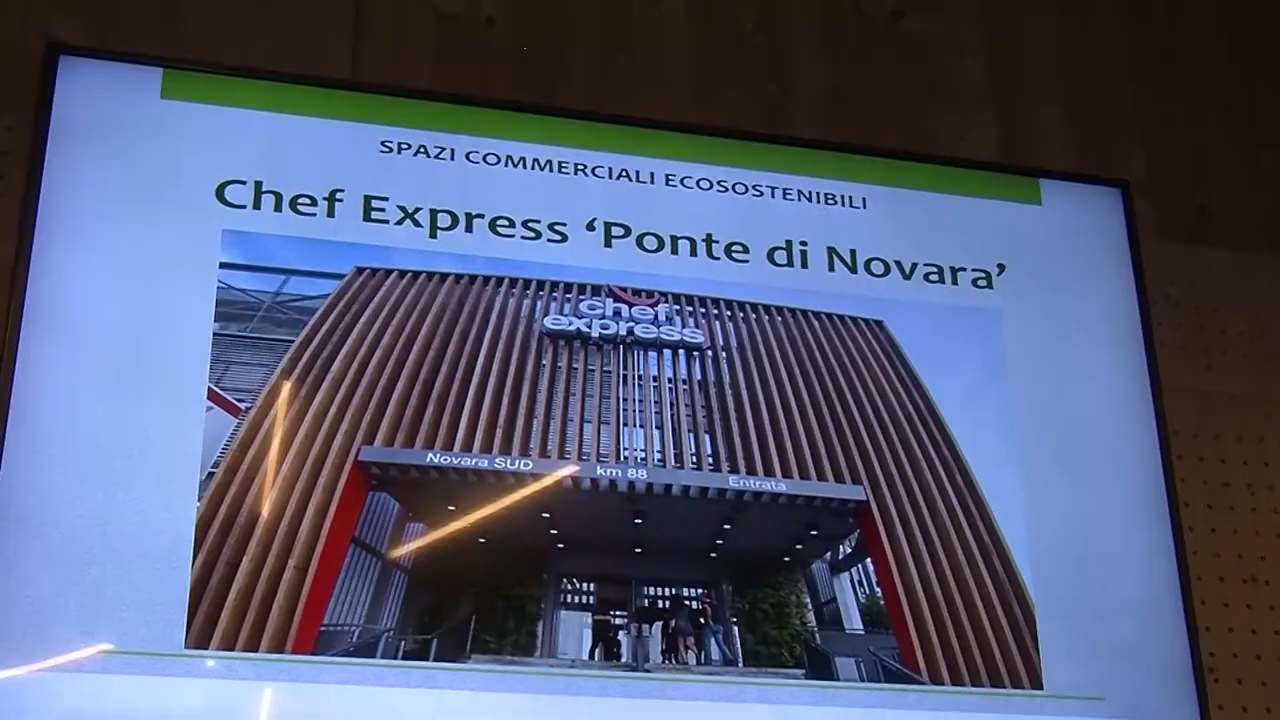 SPAZI COMMERCIALI ECOSOSTENIBILI
Chef Express ‘Ponte di Novara’
chef
express
Novara SUD km 88 Entrata